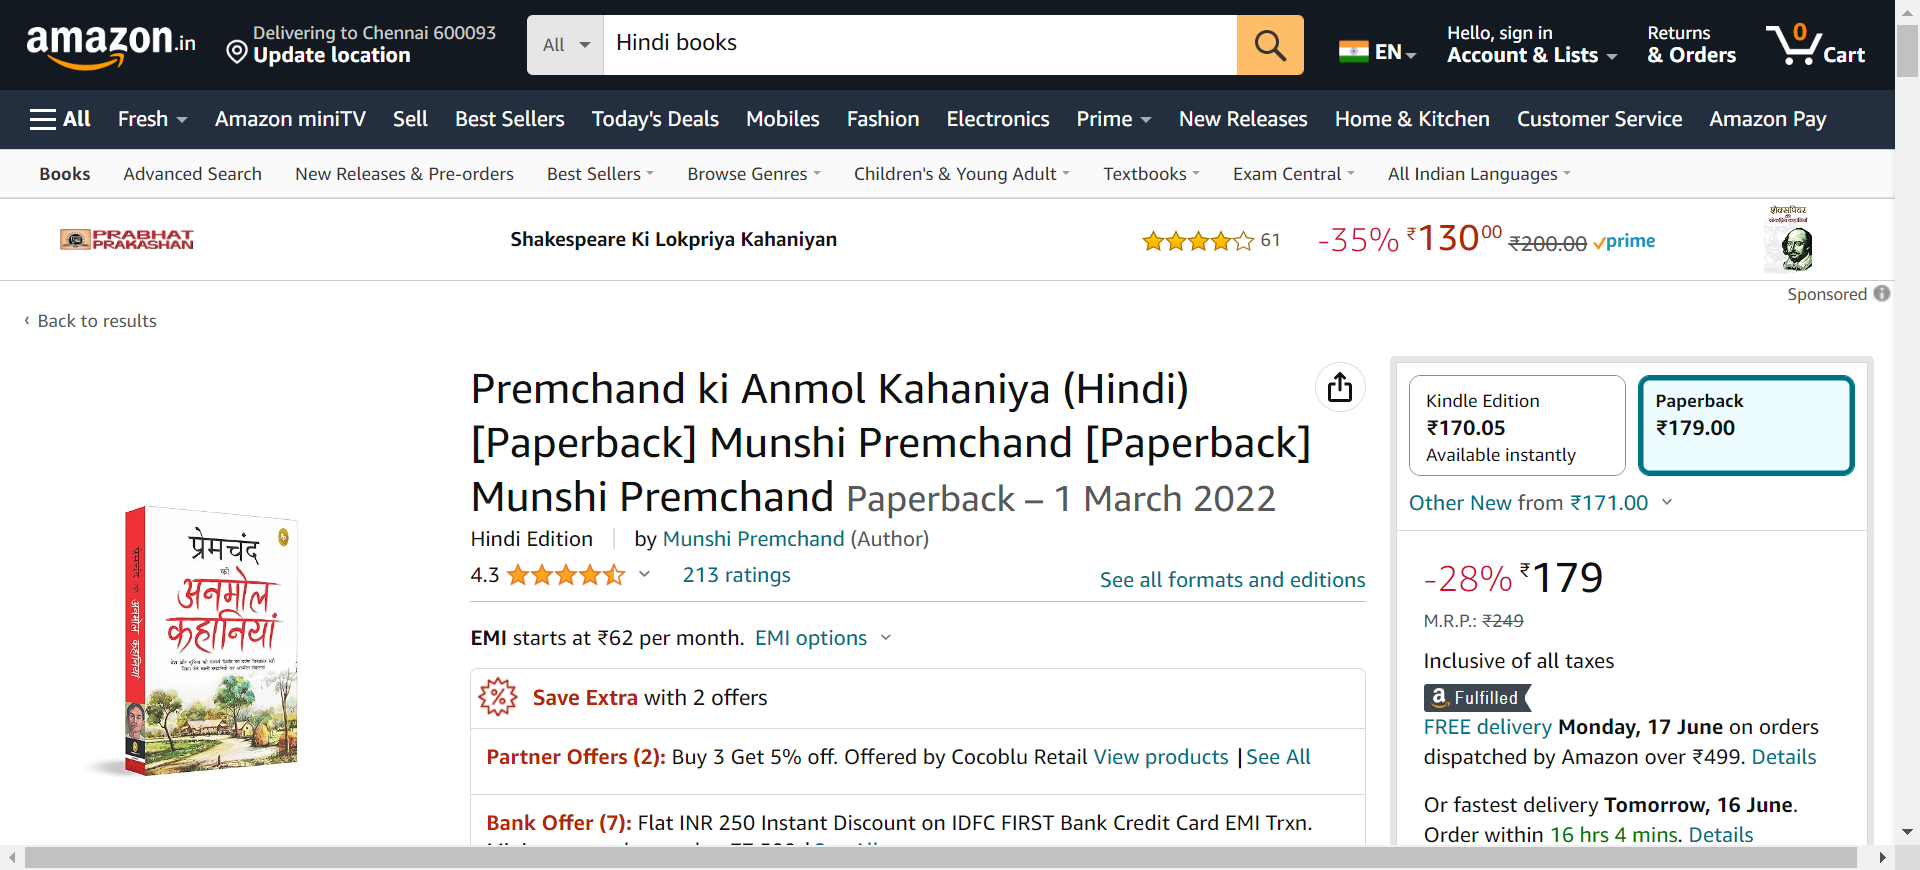 amazon.in
Delivering to Chennai 600093
Update location
All
Hindi books
EN
Hello, sign in
Account & Lists
Returns
& Orders
0
Cart
All Fresh Amazon miniTV Sell Best Sellers Today's Deals Mobiles Fashion Electronics Prime New Releases Home & Kitchen Customer Service Amazon Pay
Books Advanced Search New Releases & Pre-orders Best Sellers Browse Genres Children's & Young Adult Textbooks Exam Central All Indian Languages
PRABHAT
PRAKASHAN
Shakespeare Ki Lokpriya Kahaniyan
61
-35% ₹13000 ₹200.00 prime
शेक्सपियर
की
लोकप्रिय कहानियाँ
Sponsored
‹ Back to results
Premchand ki Anmol Kahaniya (Hindi)
[Paperback] Munshi Premchand [Paperback]
Munshi Premchand Paperback – 1 March 2022
Hindi Edition | by Munshi Premchand (Author)
4.3 213 ratings
See all formats and editions
EMI starts at ₹62 per month. EMI options
Save Extra with 2 offers
Partner Offers (2): Buy 3 Get 5% off. Offered by Cocoblu Retail View products | See All
Bank Offer (7): Flat INR 250 Instant Discount on IDFC FIRST Bank Credit Card EMI Trxn.
प्रेमचंद
की
अनमोल
कहानियां
प्रेमचंद की अनमोल कहानियां
Kindle Edition
₹170.05
Available instantly
Paperback
₹179.00
Other New from ₹171.00
-28% ₹179
M.R.P.: ₹249
Inclusive of all taxes
a Fulfilled
FREE delivery Monday, 17 June on orders
dispatched by Amazon over ₹499. Details
Or fastest delivery Tomorrow, 16 June.
Order within 16 hrs 4 mins. Details